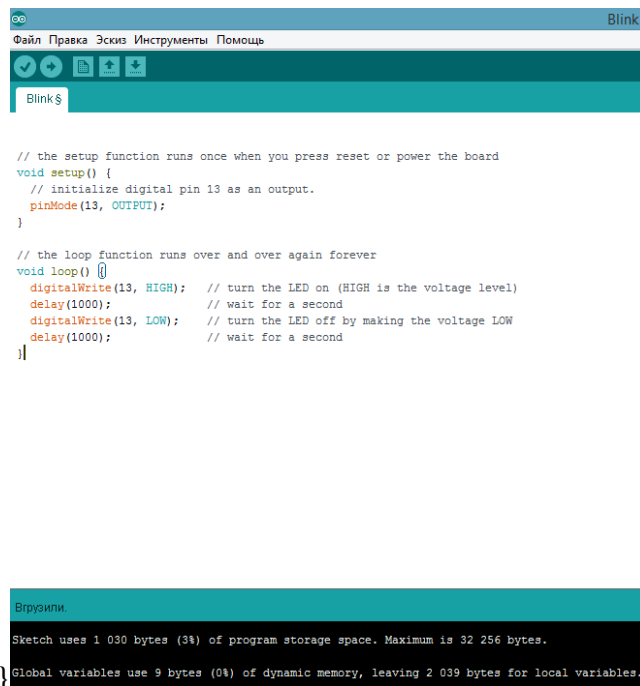 Blink
Файл Правка Эскиз Инструменты Помощь
Blink §
// the setup function runs once when you press reset or power the board
void setup() {
  // initialize digital pin 13 as an output.
  pinMode(13, OUTPUT);
}
// the loop function runs over and over again forever
void loop() {
  digitalWrite(13, HIGH);   // turn the LED on (HIGH is the voltage level)
  delay(1000);              // wait for a second
  digitalWrite(13, LOW);    // turn the LED off by making the voltage LOW
  delay(1000);              // wait for a second
}
Вгрузили.
Sketch uses 1 030 bytes (3%) of program storage space. Maximum is 32 256 bytes.
} Global variables use 9 bytes (0%) of dynamic memory, leaving 2 039 bytes for local variables.